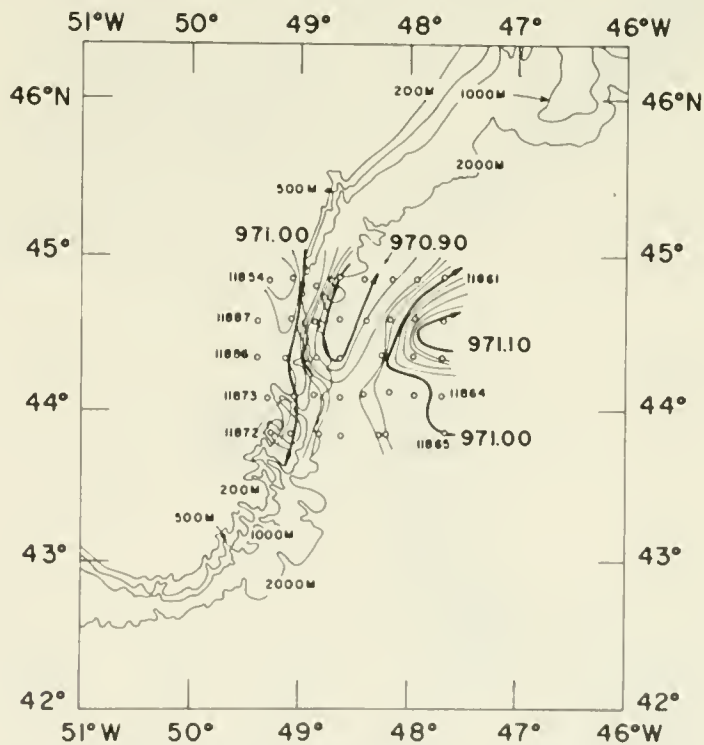 51°W 50° 49° 48° 47° 46°W
46°N 200M 1000M 46°N
2000M
500M
45° 971.00 970.90 45°
11854 11861
11887
11886 971.10
44° 11873 11864 44°
11872 11865 971.00
200M
500M
43° 1000M 43°
2000M
42° 42°
51°W 50° 49° 48° 47° 46°W